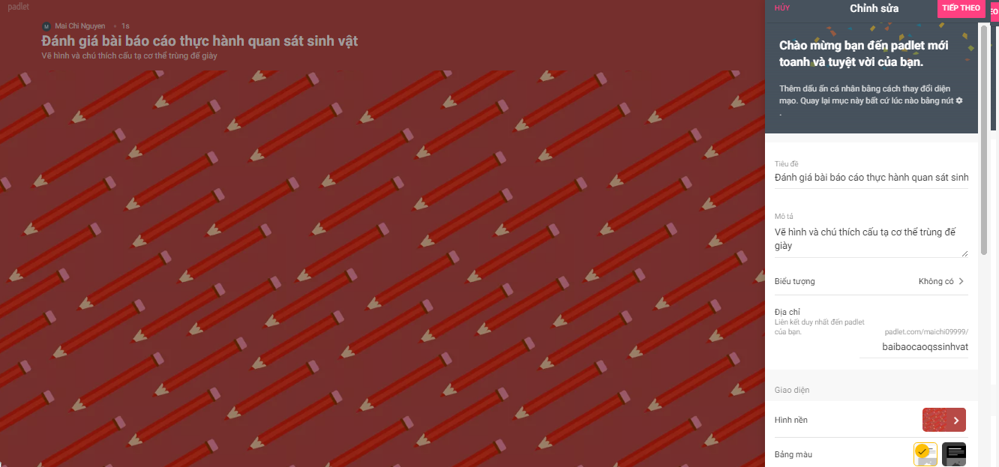 padlet
M Mai Chi Nguyen • 1s
Đánh giá bài báo cáo thực hành quan sát sinh vật
Vẽ hình và chú thích cấu tạ cơ thể trùng đế giày
HỦY
Chỉnh sửa
TIẾP THEO
EO
Chào mừng bạn đến padlet mới
toanh và tuyệt vời của bạn.
Thêm dấu ấn cá nhân bằng cách thay đổi diện
mạo. Quay lại mục này bất cứ lúc nào bằng nút
.
Tiêu đề
Đánh giá bài báo cáo thực hành quan sát sinh
Mô tả
Vẽ hình và chú thích cấu tạ cơ thể trùng đế
giày
Biểu tượng
Không có
Địa chỉ
Liên kết duy nhất đến padlet
của bạn.
padlet.com/maichi09999/
baibaocaoqssinhvat
Giao diện
Hình nền
Bảng màu